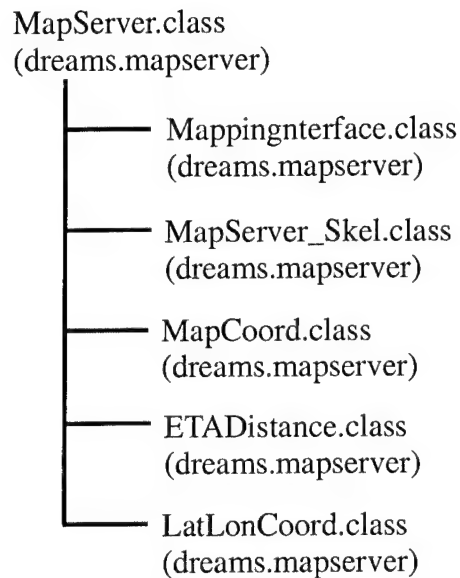 MapServer.class
(dreams.mapserver)
Mappingnterface.class
(dreams.mapserver)
MapServer_Skel.class
(dreams.mapserver)
MapCoord.class
(dreams.mapserver)
ETADistance.class
(dreams.mapserver)
LatLonCoord.class
(dreams.mapserver)